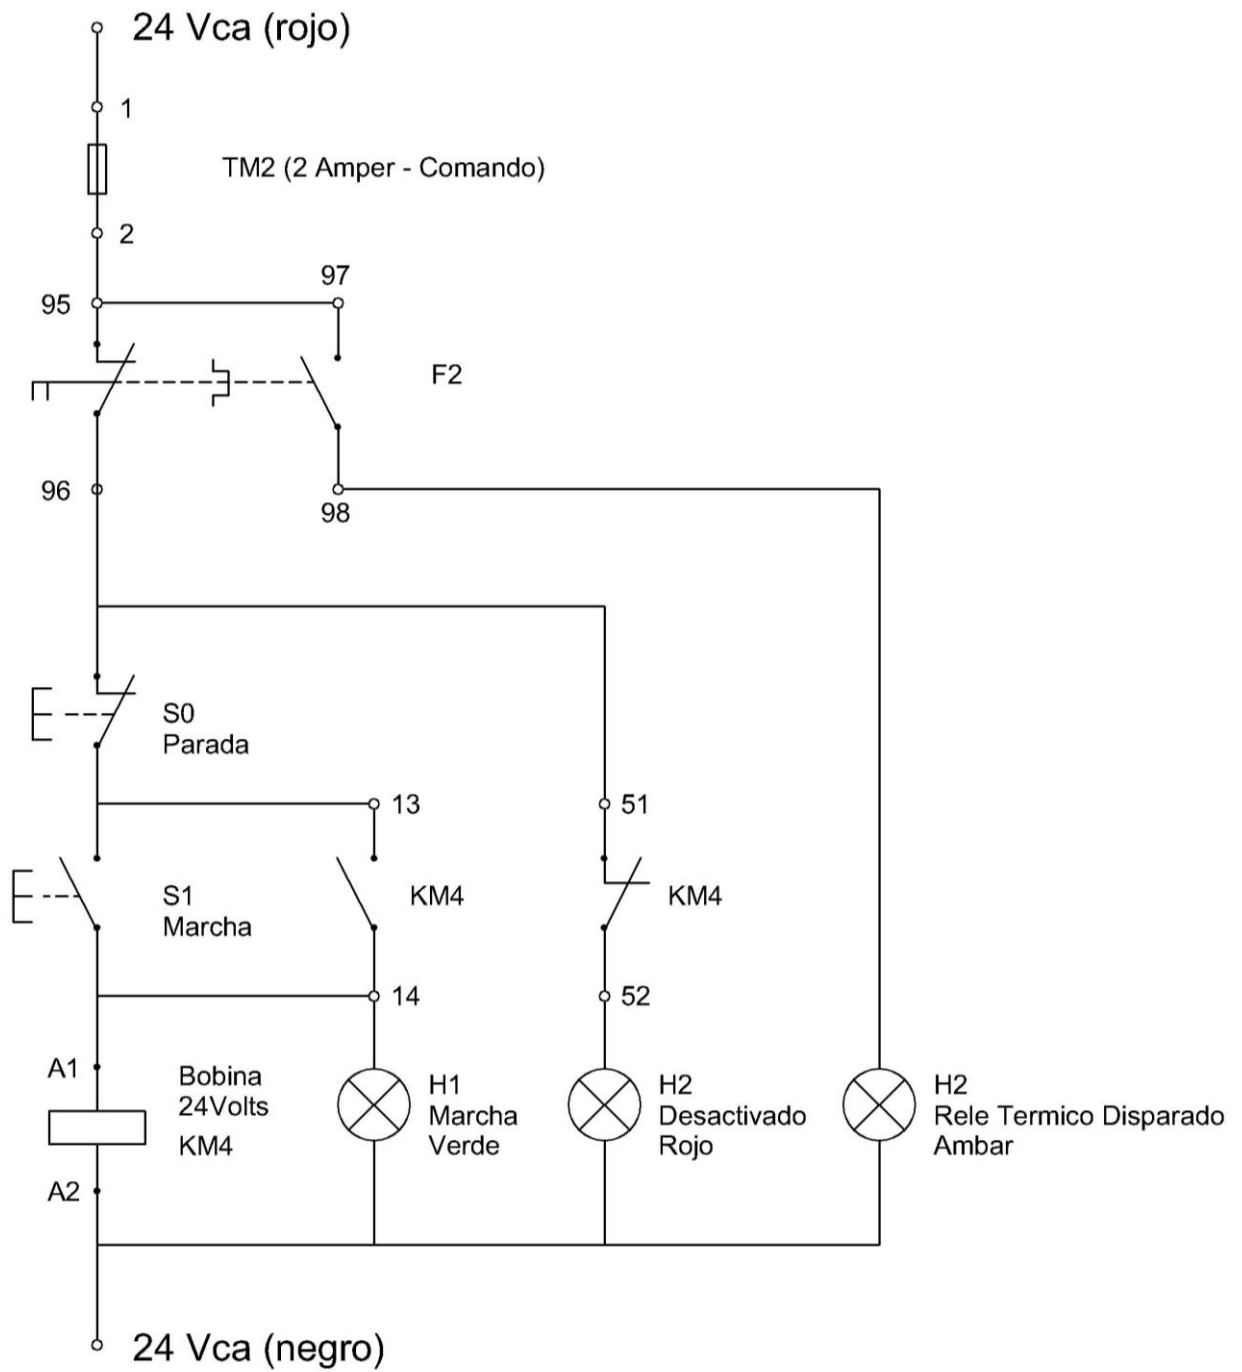 24 Vca (rojo)
1
TM2 (2 Amper - Comando)
2
97
95
F2
96
98
S0
Parada
13
51
S1
Marcha
KM4
KM4
14
52
A1
Bobina
24Volts
KM4
H1
Marcha
Verde
H2
Desactivado
Rojo
H2
Rele Termico Disparado
Ambar
A2
24 Vca (negro)